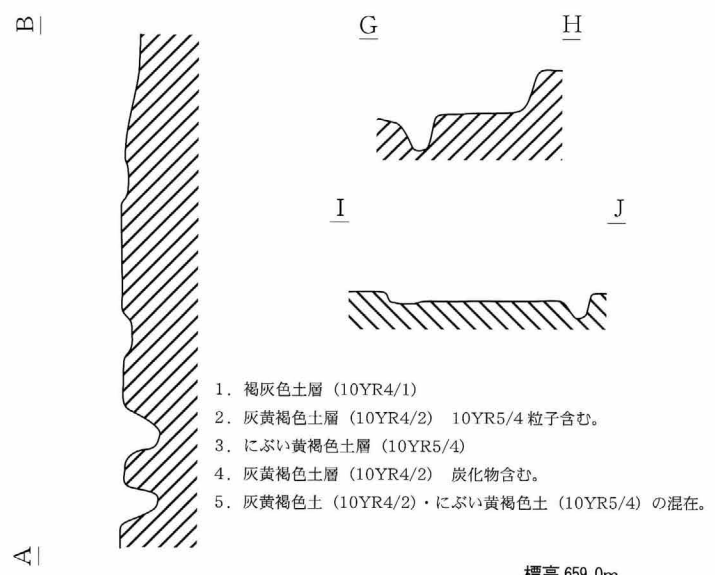 B
G
H
I
J
1. 褐灰色土層（10YR4/1）
2. 灰黄褐色土層（10YR4/2） 10YR5/4 粒子含む。
3. にぶい黄褐色土層（10YR5/4）
4. 灰黄褐色土層（10YR4/2） 炭化物含む。
5. 灰黄褐色土（10YR4/2）・にぶい黄褐色土（10YR5/4）の混在。
A
標高 659.0m